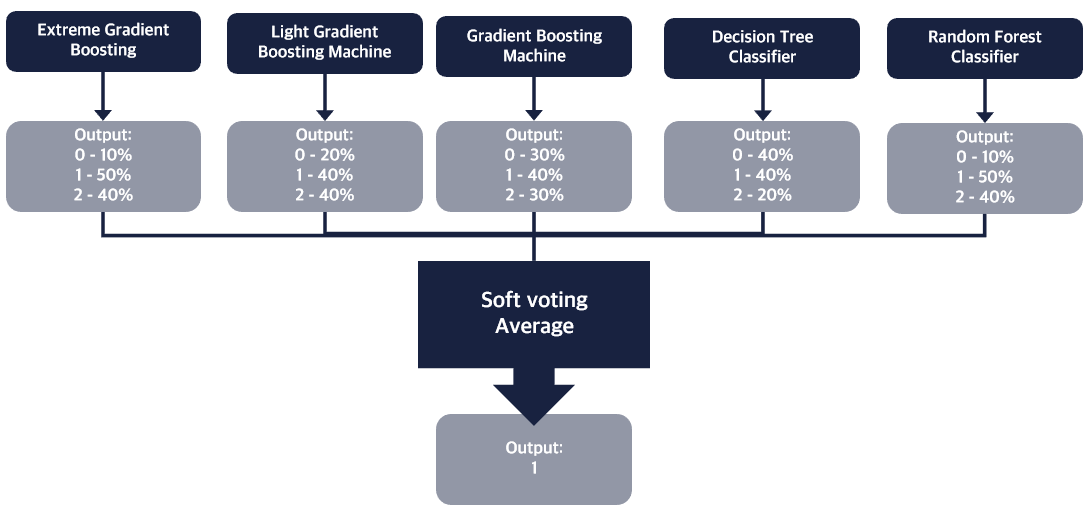 Extreme Gradient
Boosting
Light Gradient
Boosting Machine
Gradient Boosting
Machine
Decision Tree
Classifier
Random Forest
Classifier
Output:
0 - 10%
1 - 50%
2 - 40%
Output:
0 - 20%
1 - 40%
2 - 40%
Output:
0 - 30%
1 - 40%
2 - 30%
Output:
0 - 40%
1 - 40%
2 - 20%
Output:
0 - 10%
1 - 50%
2 - 40%
Soft voting
Average
Output:
1